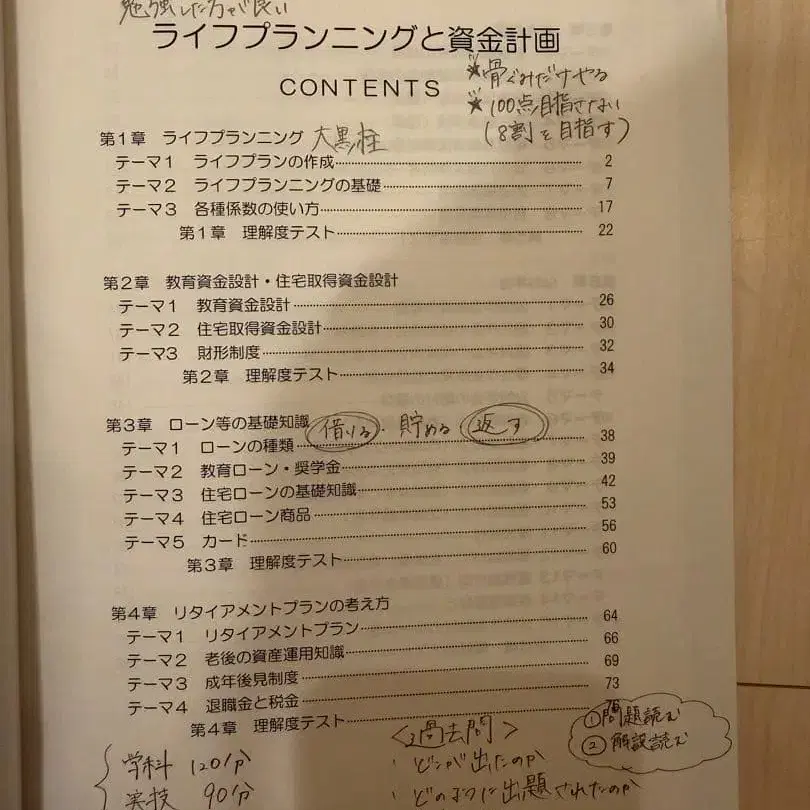 勉強した方が良い
ライフプランニングと資金計画
CONTENTS
★骨ぐみだけやる
★100点目指さない
(8割を目指す)
第1章 ライフプランニング 大黒柱
テーマ1 ライフプランの作成 2
テーマ2 ライフプランニングの基礎 7
テーマ3 各種係数の使い方 17
第1章 理解度テスト 22
第2章 教育資金設計・住宅取得資金設計
テーマ1 教育資金設計 26
テーマ2 住宅取得資金設計 30
テーマ3 財形制度 32
第2章 理解度テスト 34
第3章 ローン等の基礎知識 借りる・貯める 返す
テーマ1 ローンの種類 38
テーマ2 教育ローン・奨学金 39
テーマ3 住宅ローンの基礎知識 42
テーマ4 住宅ローン商品 53
テーマ5 カード 56
第3章 理解度テスト 60
第4章 リタイアメントプランの考え方
テーマ1 リタイアメントプラン 64
テーマ2 老後の資産運用知識 66
テーマ3 成年後見制度 69
テーマ4 退職金と税金 73
第4章 理解度テスト
①問題読む
②解説読む
学科 120分
実技 90分
<過去問>
・どこが出たのか
・どのように出題されたのか